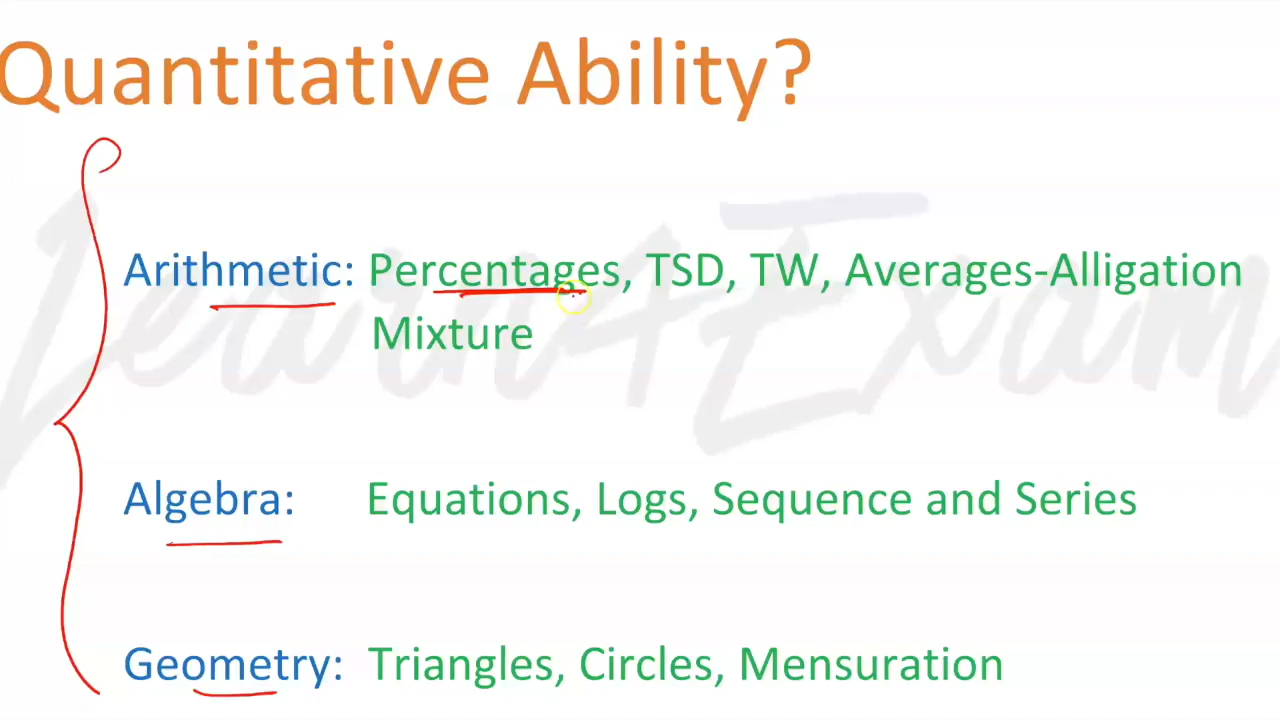 Quantitative Ability?
Arithmetic: Percentages, TSD, TW, Averages-Alligation
Mixture
Algebra: Equations, Logs, Sequence and Series
Geometry: Triangles, Circles, Mensuration
Learn4Exam